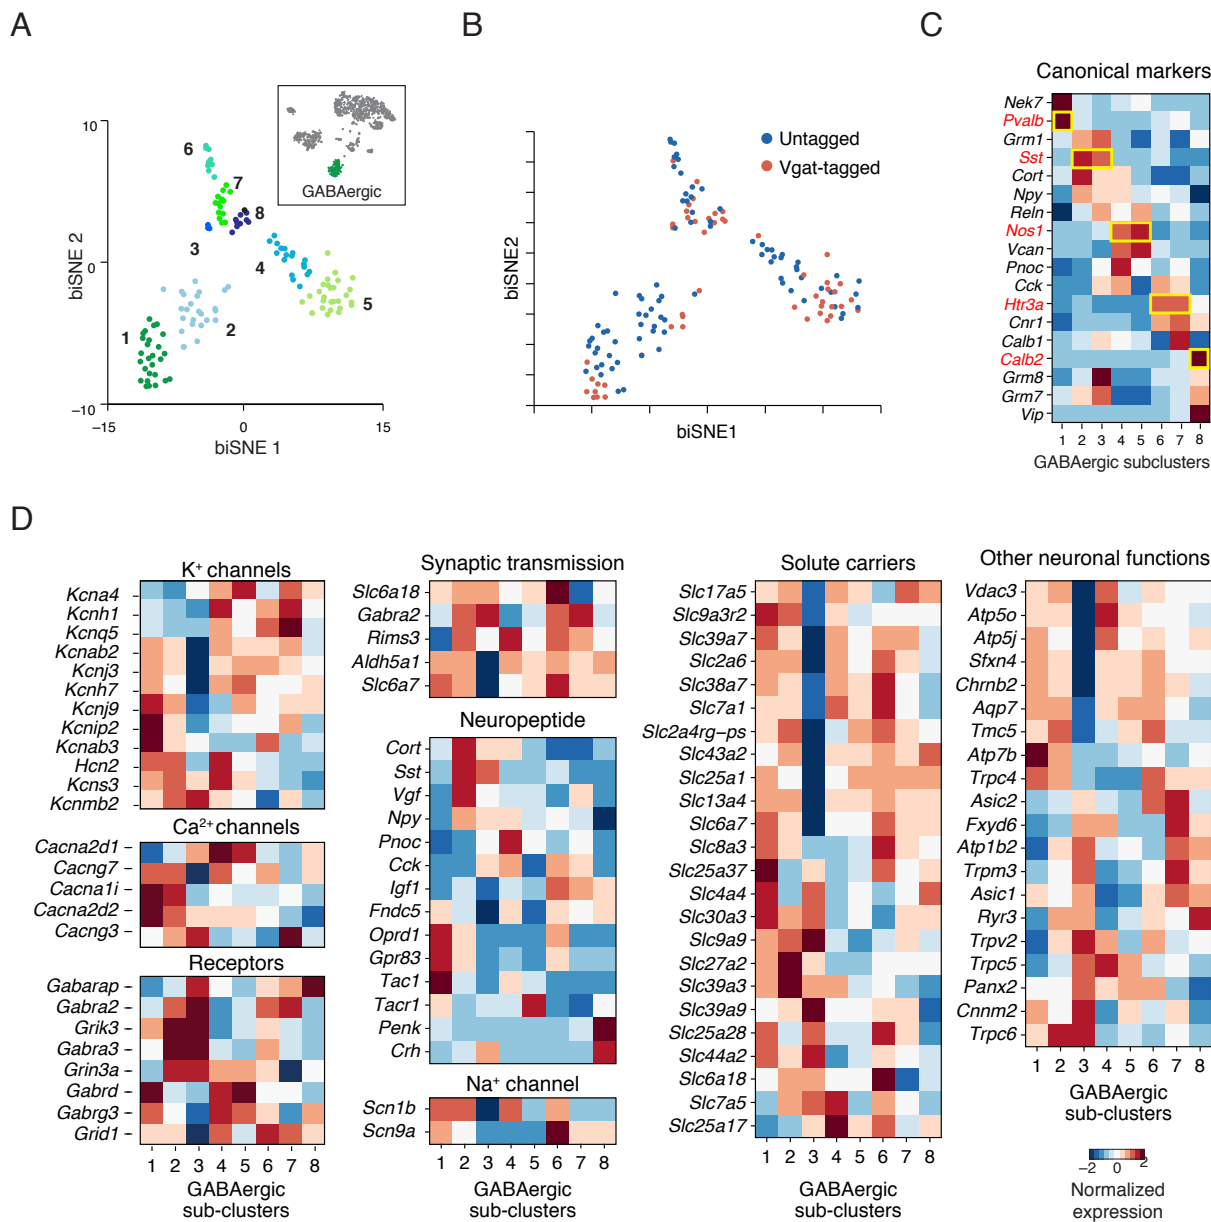 A
B
C
10
0
−10
−15
0
15
biSNE 2
biSNE 1
6
7
8
3
4
5
2
1
GABAergic
Untagged
Vgat-tagged
biSNE2
biSNE1
Canonical markers
Nek7
Pvalb
Grm1
Sst
Cort
Npy
Reln
Nos1
Vcan
Pnoc
Cck
Htr3a
Cnr1
Calb1
Calb2
Grm8
Grm7
Vip
1 2 3 4 5 6 7 8
GABAergic subclusters
D
K+ channels
Kcna4
Kcnh1
Kcnq5
Kcnab2
Kcnj3
Kcnh7
Kcnj9
Kcnip2
Kcnab3
Hcn2
Kcns3
Kcnmb2
Ca2+ channels
Cacna2d1
Cacng7
Cacna1i
Cacna2d2
Cacng3
Receptors
Gabarap
Gabra2
Grik3
Gabra3
Grin3a
Gabrd
Gabrg3
Grid1
1 2 3 4 5 6 7 8
GABAergic
sub-clusters
Synaptic transmission
Slc6a18
Gabra2
Rims3
Aldh5a1
Slc6a7
Neuropeptide
Cort
Sst
Vgf
Npy
Pnoc
Cck
Igf1
Fndc5
Oprd1
Gpr83
Tac1
Tacr1
Penk
Crh
Na+ channel
Scn1b
Scn9a
1 2 3 4 5 6 7 8
GABAergic
sub-clusters
Solute carriers
Slc17a5
Slc9a3r2
Slc39a7
Slc2a6
Slc38a7
Slc7a1
Slc2a4rg−ps
Slc43a2
Slc25a1
Slc13a4
Slc6a7
Slc8a3
Slc25a37
Slc4a4
Slc30a3
Slc9a9
Slc27a2
Slc39a3
Slc39a9
Slc25a28
Slc44a2
Slc6a18
Slc7a5
Slc25a17
1 2 3 4 5 6 7 8
GABAergic
sub-clusters
Other neuronal functions
Vdac3
Atp5o
Atp5j
Sfxn4
Chrnb2
Aqp7
Tmc5
Atp7b
Trpc4
Asic2
Fxyd6
Atp1b2
Trpm3
Asic1
Ryr3
Trpv2
Trpc5
Panx2
Cnnm2
Trpc6
1 2 3 4 5 6 7 8
GABAergic
sub-clusters
−2 0 2
Normalized
expression